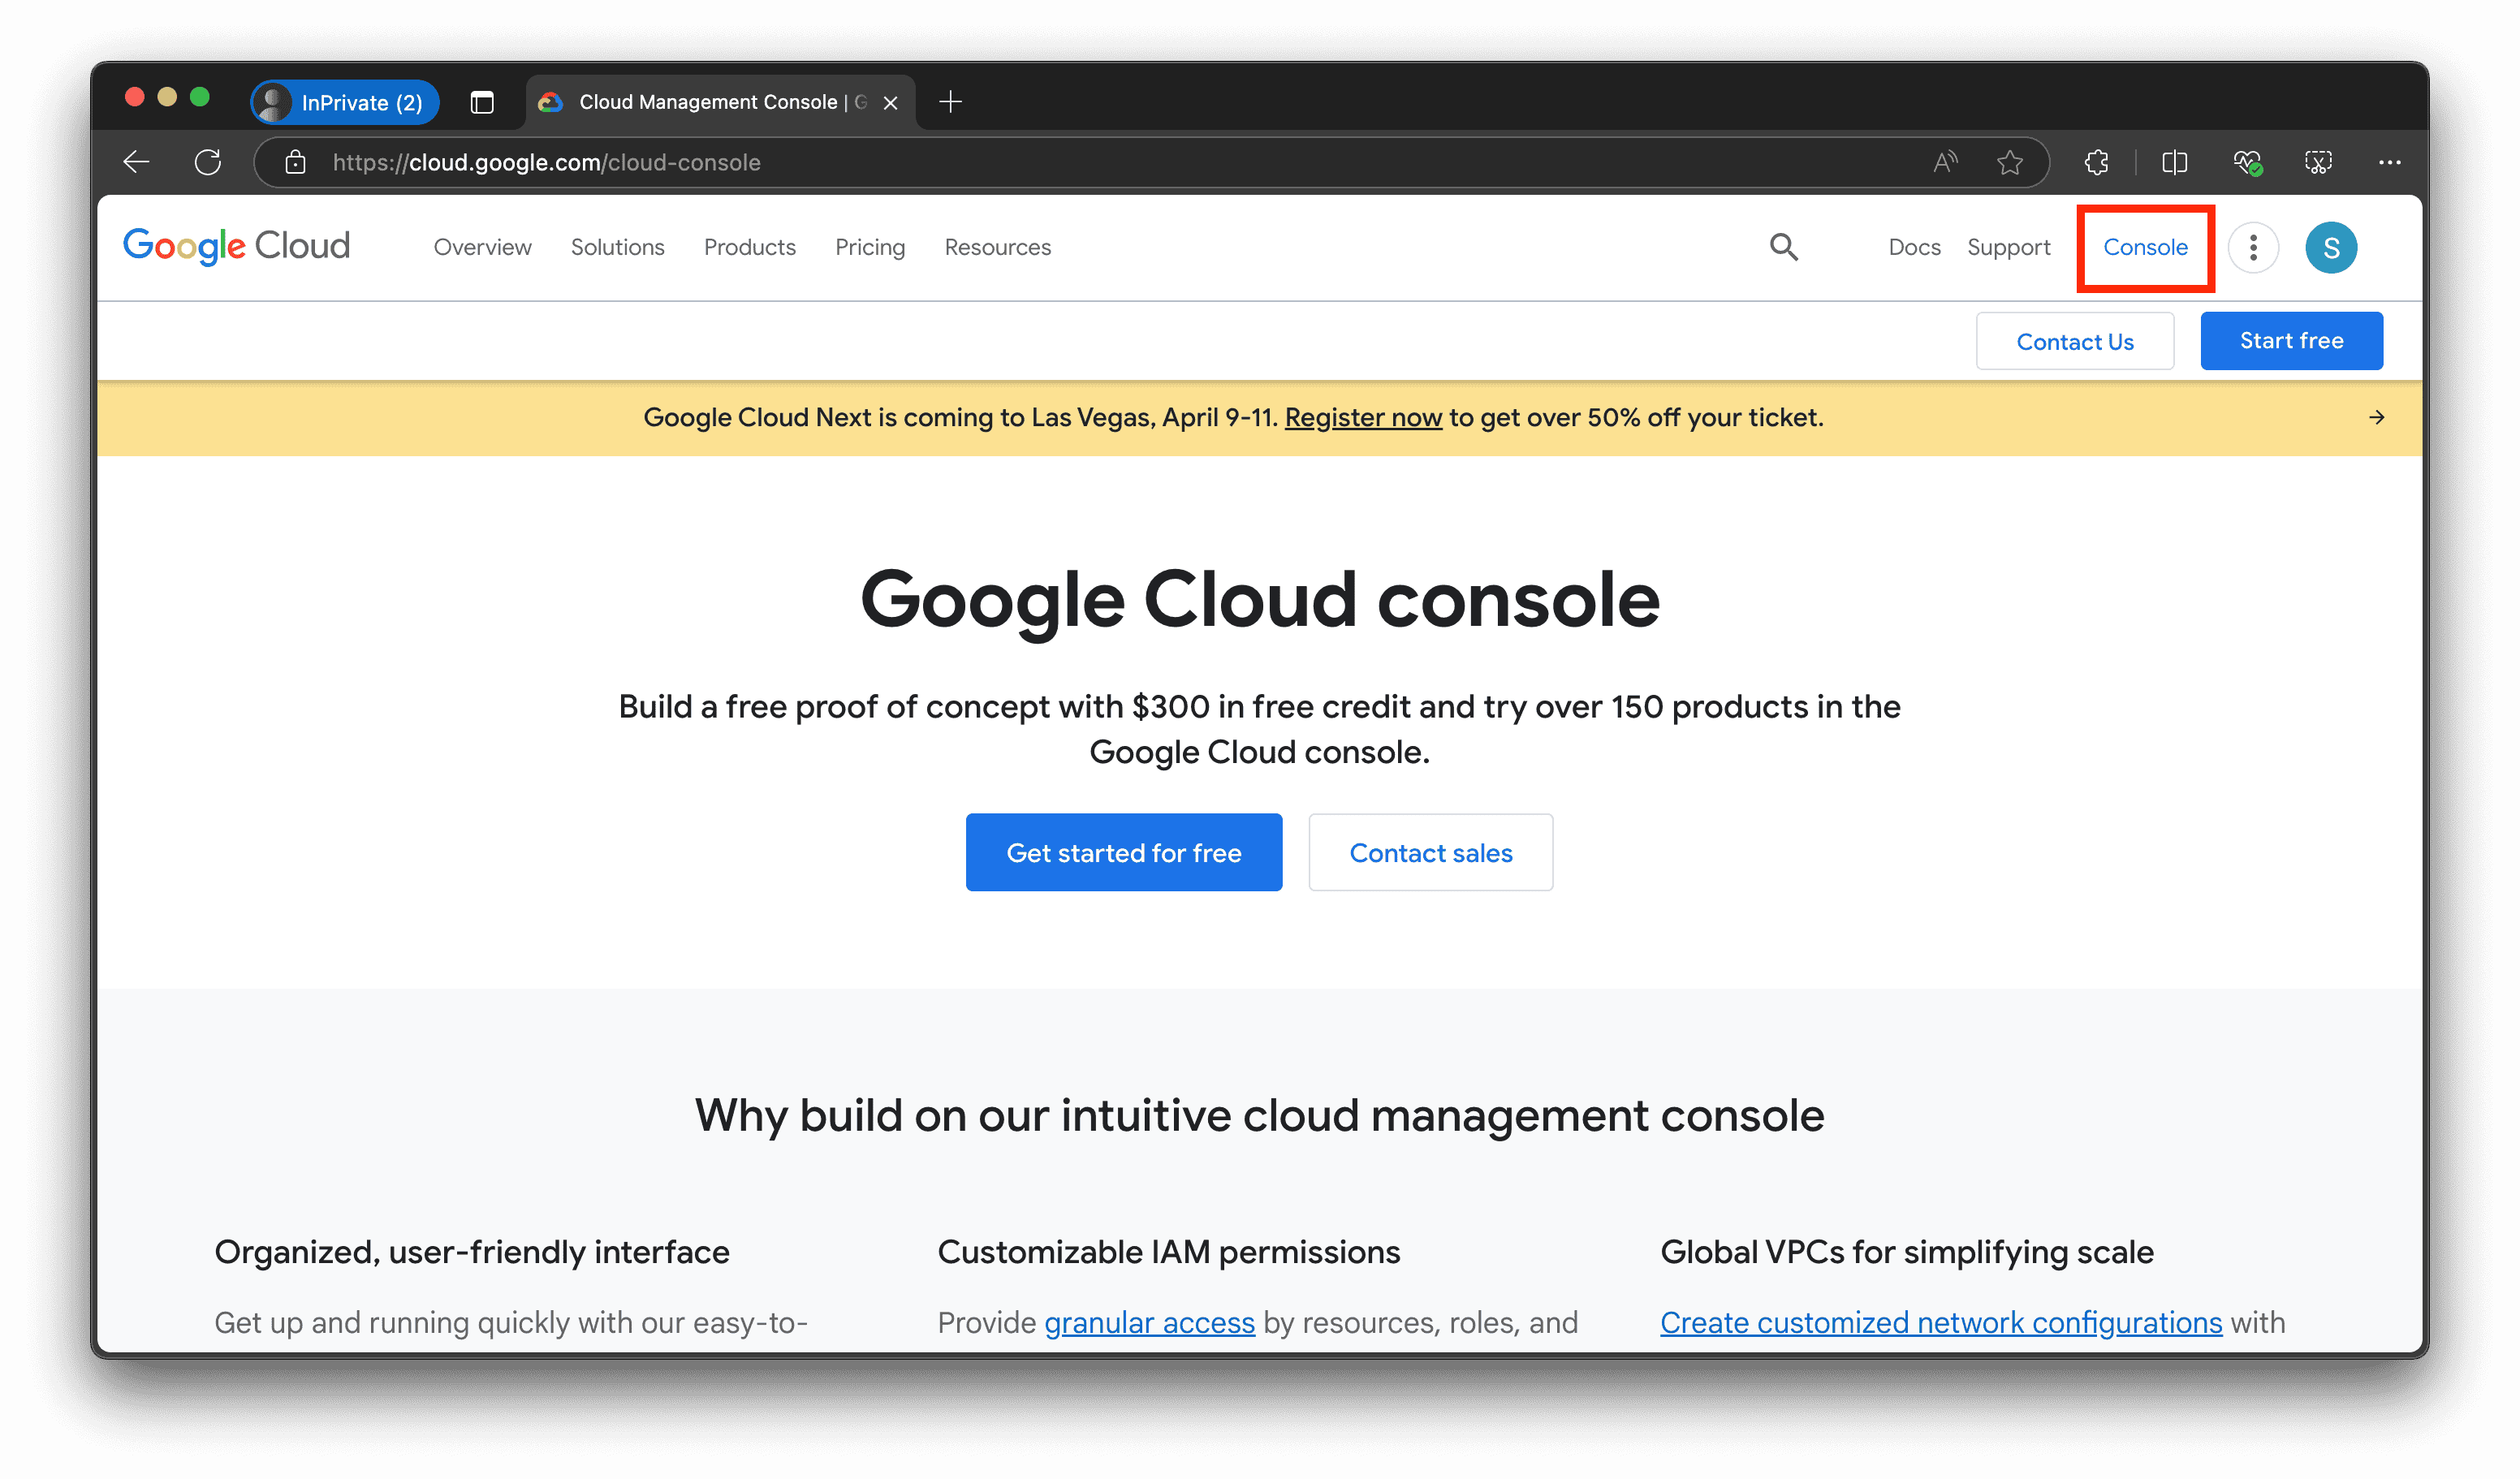 InPrivate (2)
Cloud Management Console | G
https://cloud.google.com/cloud-console
Google Cloud
Overview
Solutions
Products
Pricing
Resources
Docs
Support
Console
S
Contact Us
Start free
Google Cloud Next is coming to Las Vegas, April 9-11. Register now to get over 50% off your ticket.
Google Cloud console
Build a free proof of concept with $300 in free credit and try over 150 products in the
Google Cloud console.
Get started for free
Contact sales
Why build on our intuitive cloud management console
Organized, user-friendly interface
Customizable IAM permissions
Global VPCs for simplifying scale
Get up and running quickly with our easy-to-
Provide granular access by resources, roles, and
Create customized network configurations with